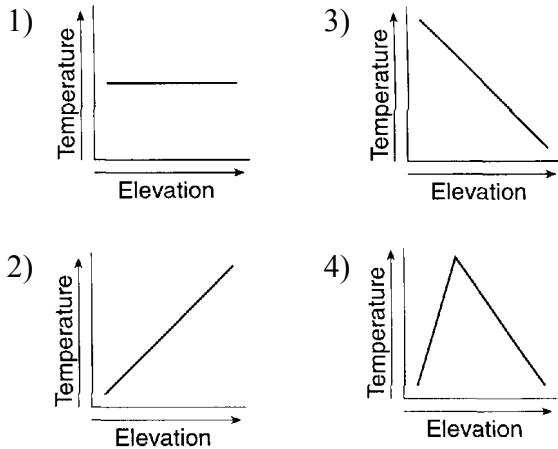 1)
Temperature
Elevation
2)
Temperature
Elevation
3)
Temperature
Elevation
4)
Temperature
Elevation